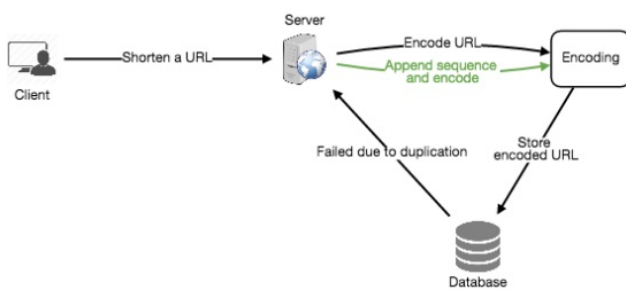 Server
Shorten a URL
Encode URL
Append sequence
and encode
Encoding
Client
Failed due to duplication
Store
encoded URL
Database